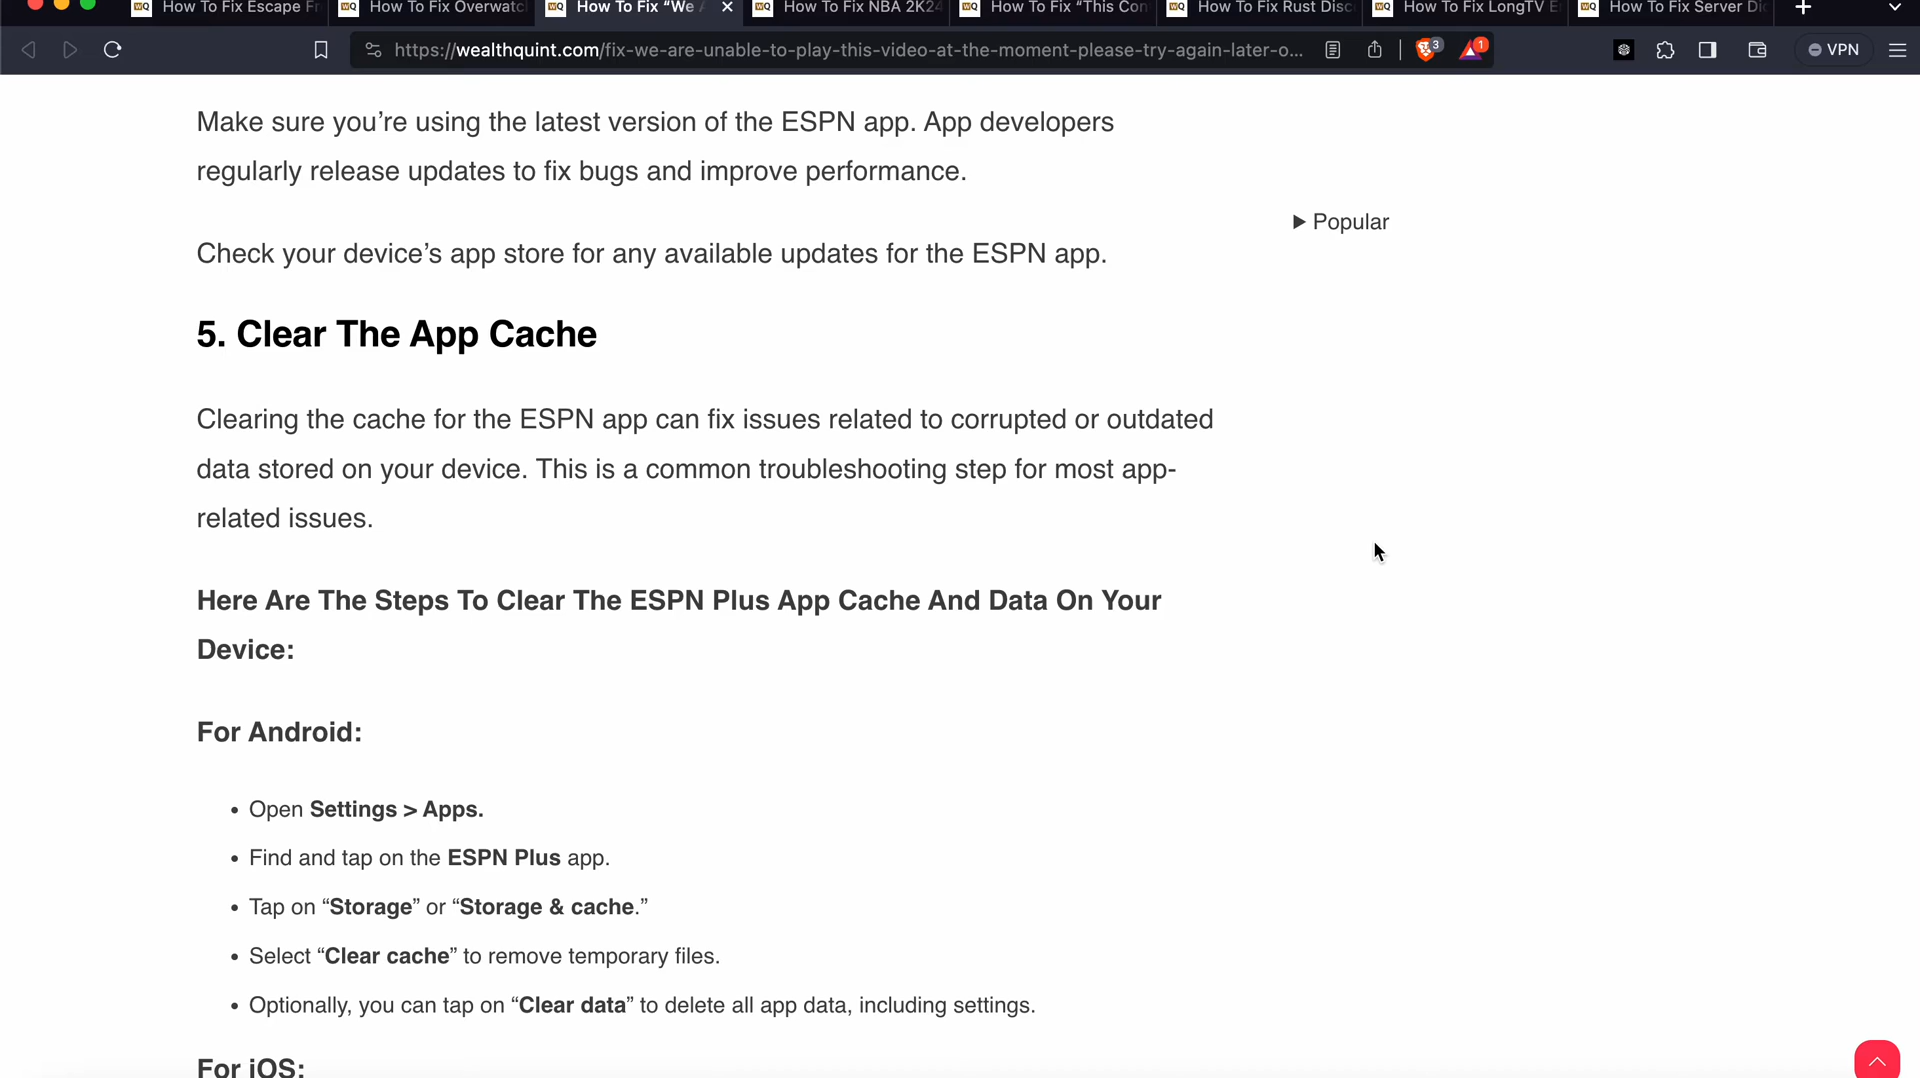 How To Fix Escape Fr
How To Fix Overwatc
How To Fix “We A
How To Fix NBA 2K24
How To Fix “This Con
How To Fix Rust Disc
How To Fix LongTV E
How To Fix Server Di
https://wealthquint.com/fix-we-are-unable-to-play-this-video-at-the-moment-please-try-again-later-o...
3
1
VPN
Make sure you’re using the latest version of the ESPN app. App developers
regularly release updates to fix bugs and improve performance.
Popular
Check your device’s app store for any available updates for the ESPN app.
5. Clear The App Cache
Clearing the cache for the ESPN app can fix issues related to corrupted or outdated
data stored on your device. This is a common troubleshooting step for most app-
related issues.
Here Are The Steps To Clear The ESPN Plus App Cache And Data On Your
Device:
For Android:
• Open Settings > Apps.
• Find and tap on the ESPN Plus app.
• Tap on “Storage” or “Storage & cache.”
• Select “Clear cache” to remove temporary files.
• Optionally, you can tap on “Clear data” to delete all app data, including settings.
For iOS: